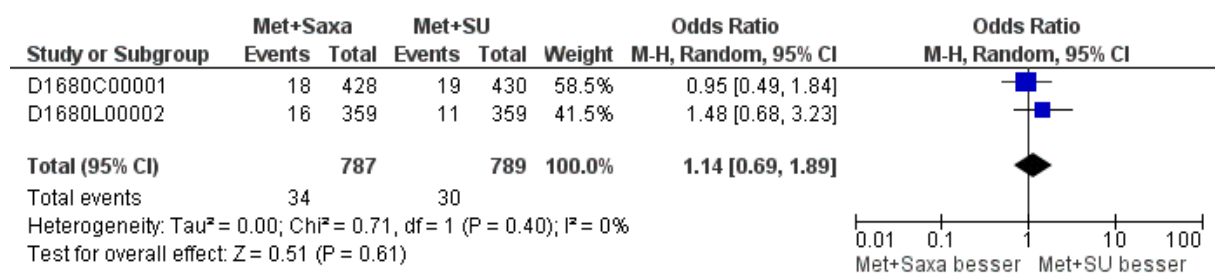 Met+Saxa Met+SU Odds Ratio Odds Ratio
Study or Subgroup Events Total Events Total Weight M-H, Random, 95% CI M-H, Random, 95% CI
D1680C00001 18 428 19 430 58.5% 0.95 [0.49, 1.84]
D1680L00002 16 359 11 359 41.5% 1.48 [0.68, 3.23]
Total (95% CI) 787 789 100.0% 1.14 [0.69, 1.89]
Total events 34 30
Heterogeneity: Tau² = 0.00; Chi² = 0.71, df = 1 (P = 0.40); I² = 0%
Test for overall effect: Z = 0.51 (P = 0.61)
0.01 0.1 1 10 100
Met+Saxa besser Met+SU besser